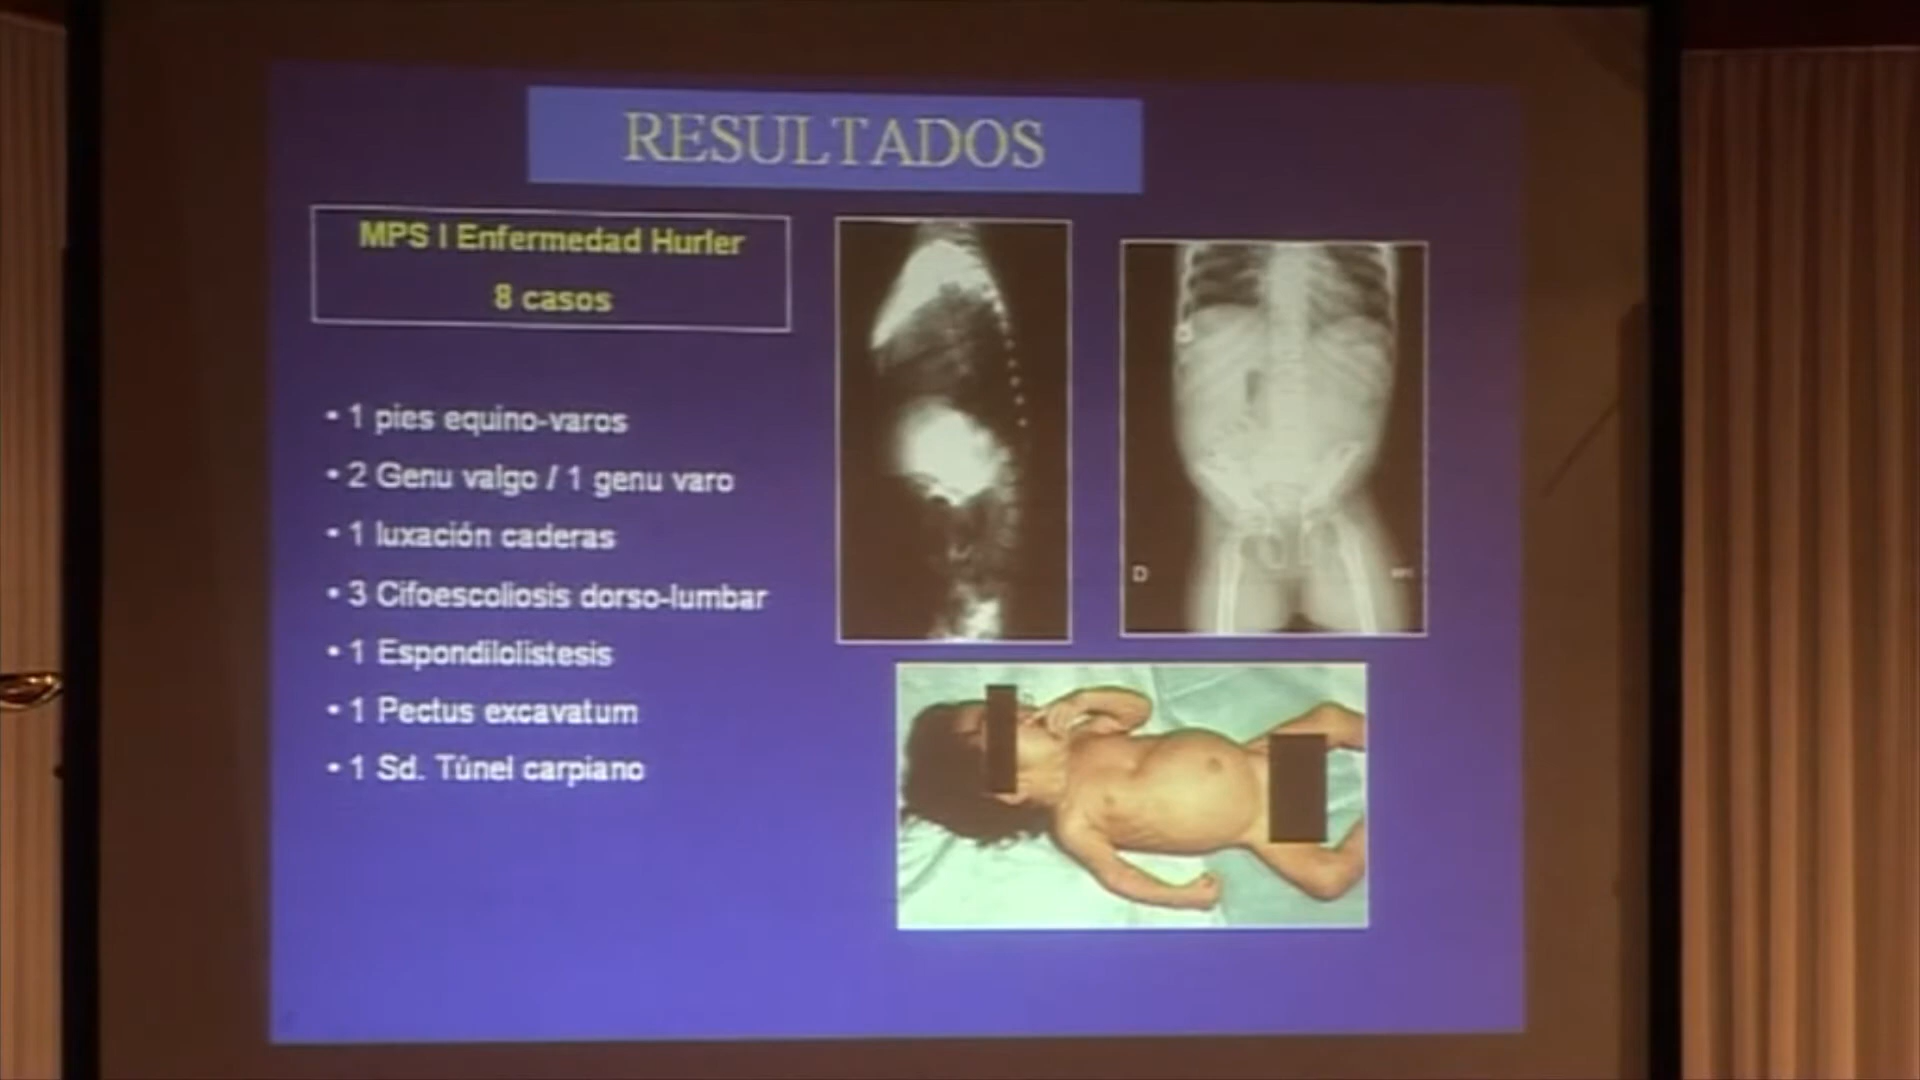 RESULTADOS
MPS I Enfermedad Hurler
8 casos
• 1 pies equino-varos
• 2 Genu valgo / 1 genu varo
• 1 luxación caderas
• 3 Cifoescoliosis dorso-lumbar
• 1 Espondilolistesis
• 1 Pectus excavatum
• 1 Sd. Túnel carpiano
D